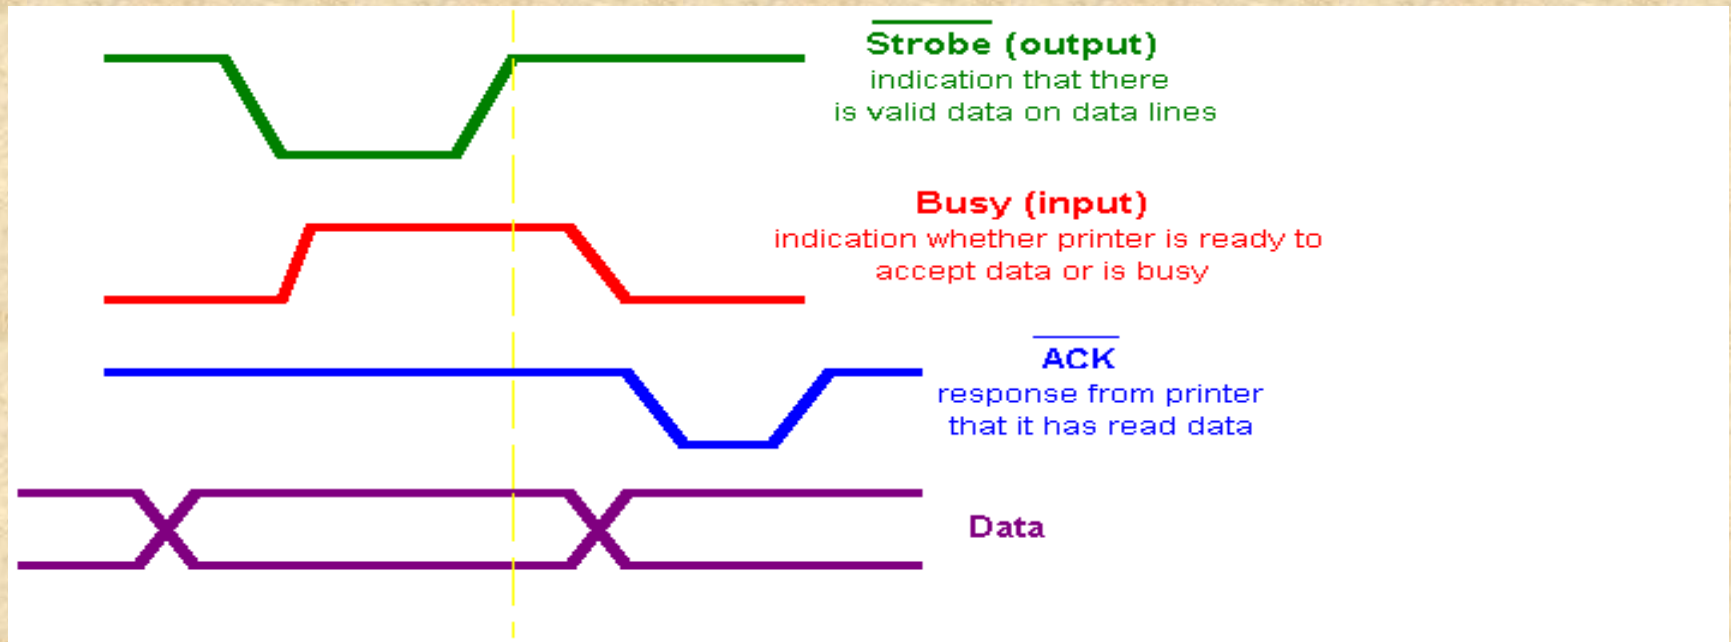 Strobe (output)
indication that there
is valid data on data lines
Busy (input)
indication whether printer is ready to
accept data or is busy
ACK
response from printer
that it has read data
Data